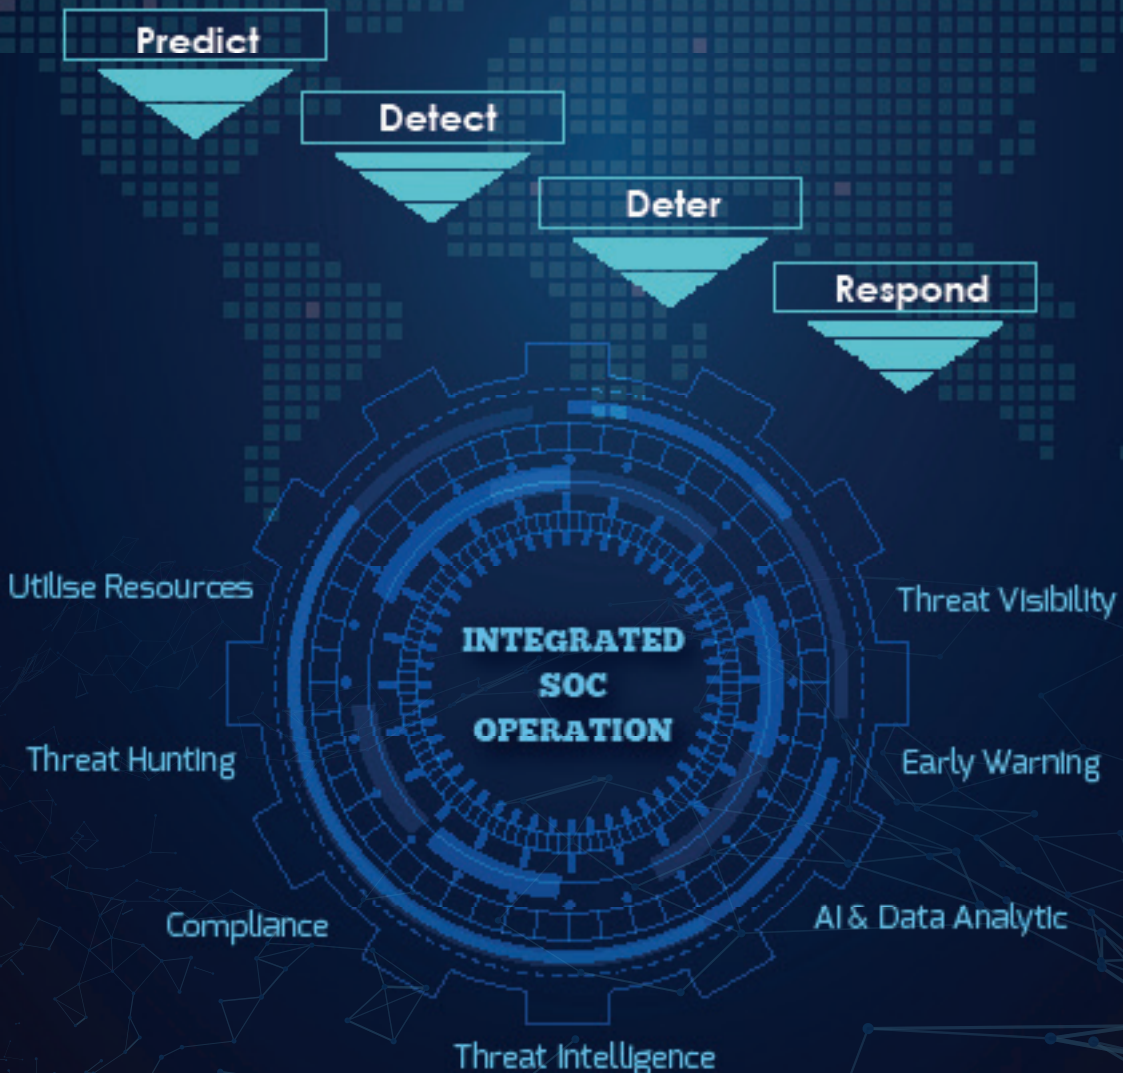 Predict
Detect
Deter
Respond
Utilise Resources
Threat Visibility
INTEGRATED
SOC
OPERATION
Threat Hunting
Early Warning
Compliance
AI & Data Analytic
Threat Intelligence